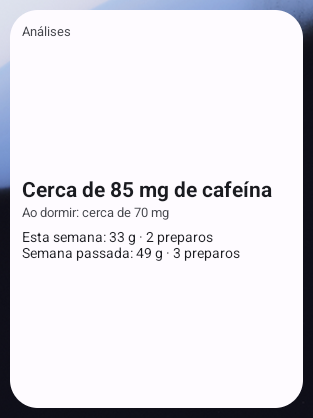 Análises
Cerca de 85 mg de cafeína
Ao dormir: cerca de 70 mg
Esta semana: 33 g · 2 preparos
Semana passada: 49 g · 3 preparos